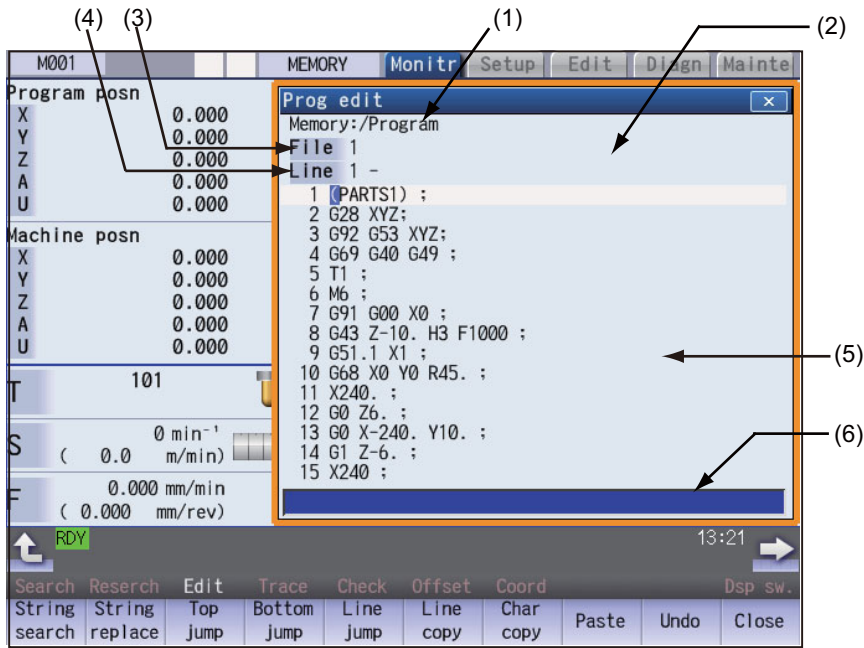 (4) (3) (1) (2)
M001 MEMORY Monitr Setup Edit Diagn Mainte
Program posn
X 0.000
Y 0.000
Z 0.000
A 0.000
U 0.000
Machine posn
X 0.000
Y 0.000
Z 0.000
A 0.000
U 0.000
T 101
S 0 min⁻¹
( 0.0 m/min)
F 0.000 mm/min
( 0.000 mm/rev)
Prog edit ×
Memory:/Program
File 1
Line 1 -
1 (PARTS1) ;
2 G28 XYZ;
3 G92 G53 XYZ;
4 G69 G40 G49 ;
5 T1 ;
6 M6 ;
7 G91 G00 X0 ;
8 G43 Z-10. H3 F1000 ;
9 G51.1 X1 ;
10 G68 X0 Y0 R45. ;
11 X240. ;
12 G0 Z6. ;
13 G0 X-240. Y10. ;
14 G1 Z-6. ;
15 X240 ;
(5)
(6)
RDY 13:21
Search Reserch Edit Trace Check Offset Coord Dsp sw.
String search
String replace
Top jump
Bottom jump
Line jump
Line copy
Char copy
Paste
Undo
Close